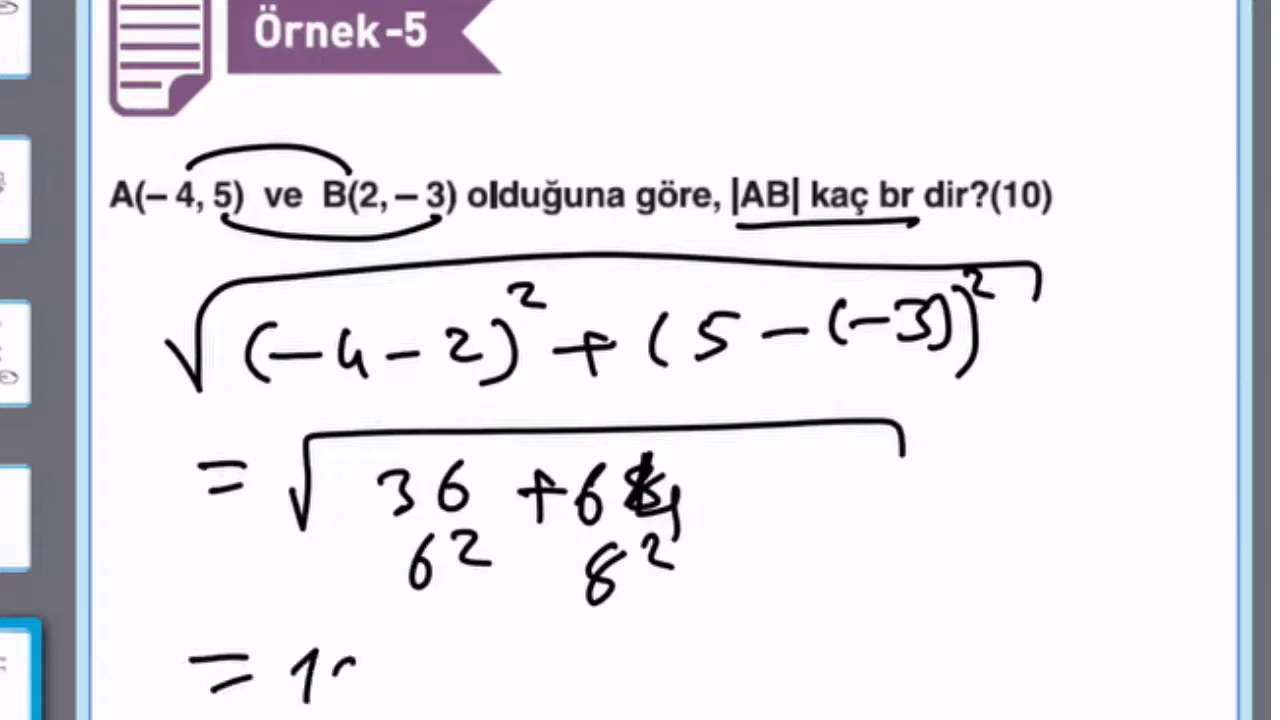 Örnek-5
A(– 4, 5) ve B(2, – 3) olduğuna göre, |AB| kaç br dir?(10)
√(-4-2)² + (5-(-3))²
= √36 + 64
6² 8²
= 1